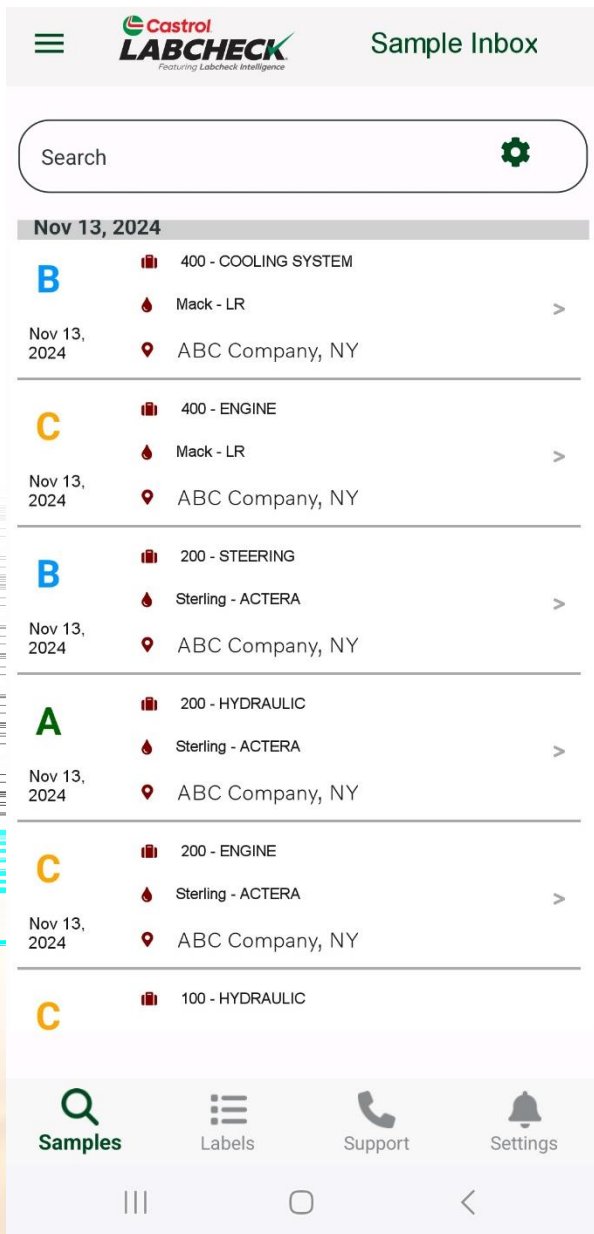 Castrol
LABCHECK
Featuring Labcheck Intelligence
Sample Inbox
Search
Nov 13, 2024
B
400 - COOLING SYSTEM
Mack - LR
>
Nov 13,
2024
ABC Company, NY
C
400 - ENGINE
Mack - LR
>
Nov 13,
2024
ABC Company, NY
B
200 - STEERING
Sterling - ACTERA
>
Nov 13,
2024
ABC Company, NY
A
200 - HYDRAULIC
Sterling - ACTERA
>
Nov 13,
2024
ABC Company, NY
C
200 - ENGINE
Sterling - ACTERA
>
Nov 13,
2024
ABC Company, NY
C
100 - HYDRAULIC
Samples
Labels
Support
Settings